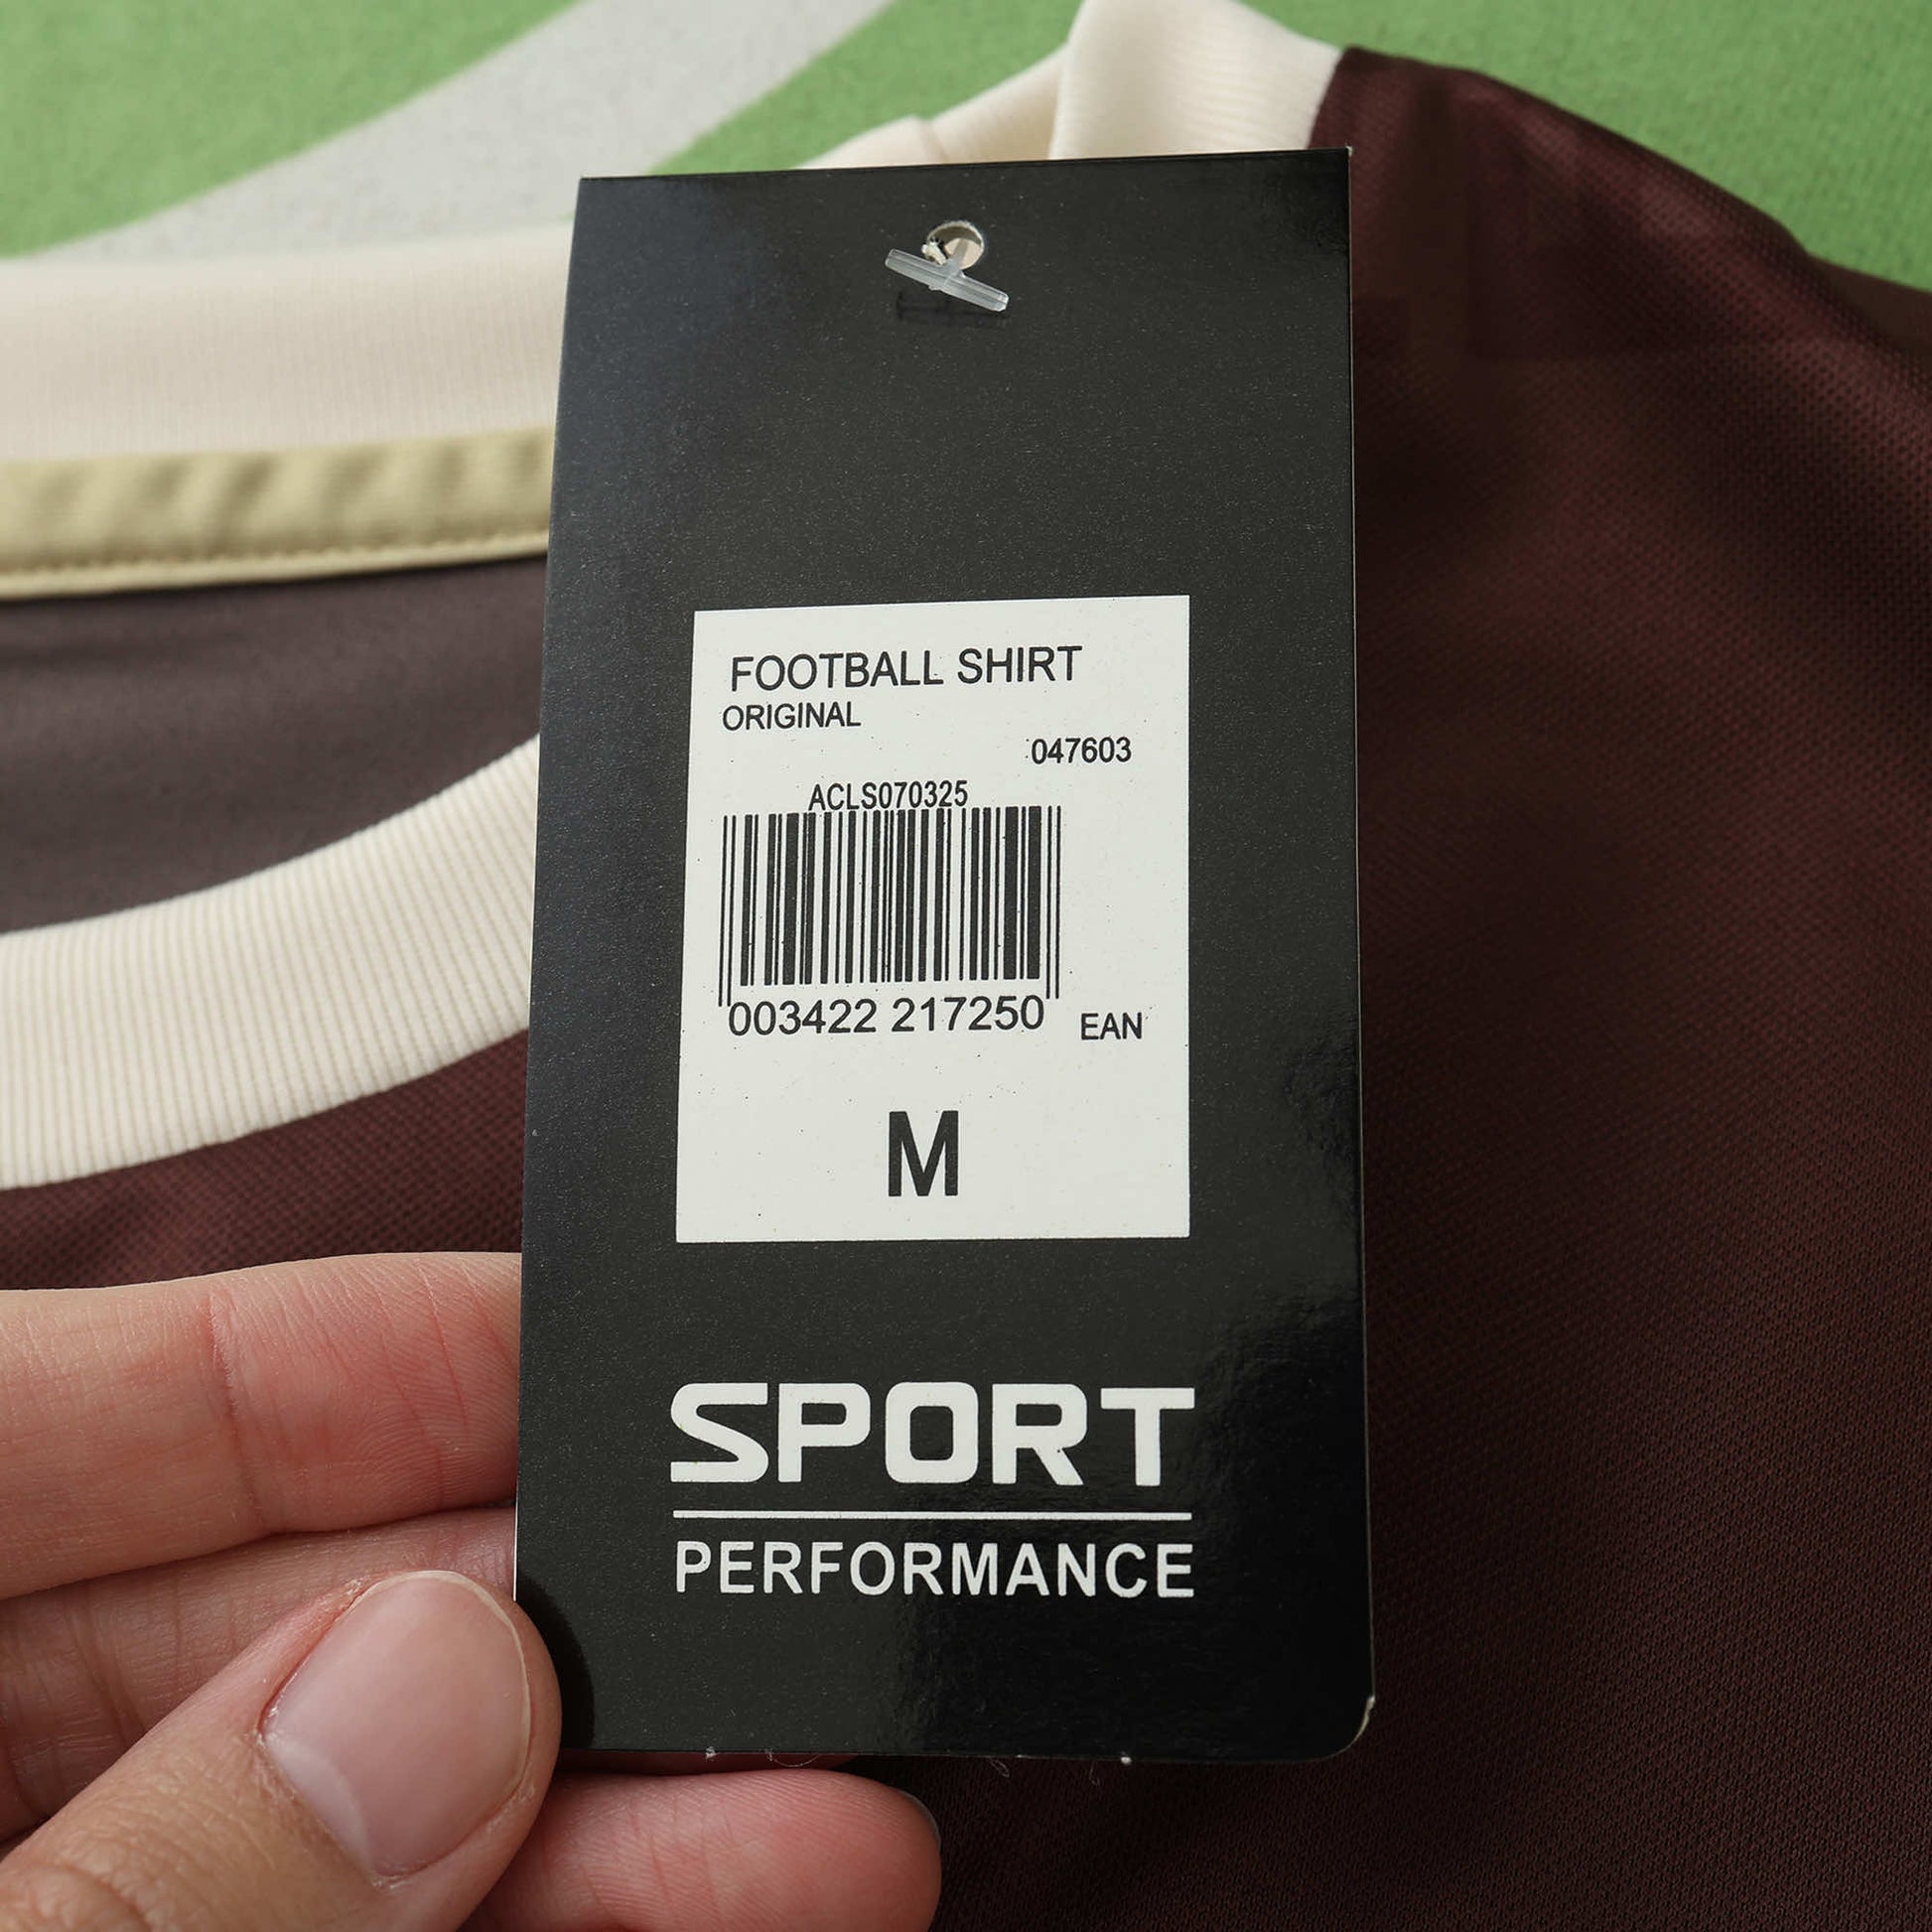 FOOTBALL SHIRT
ORIGINAL
047603
ACLS070325
003422 217250 EAN
M
SPORT
PERFORMANCE